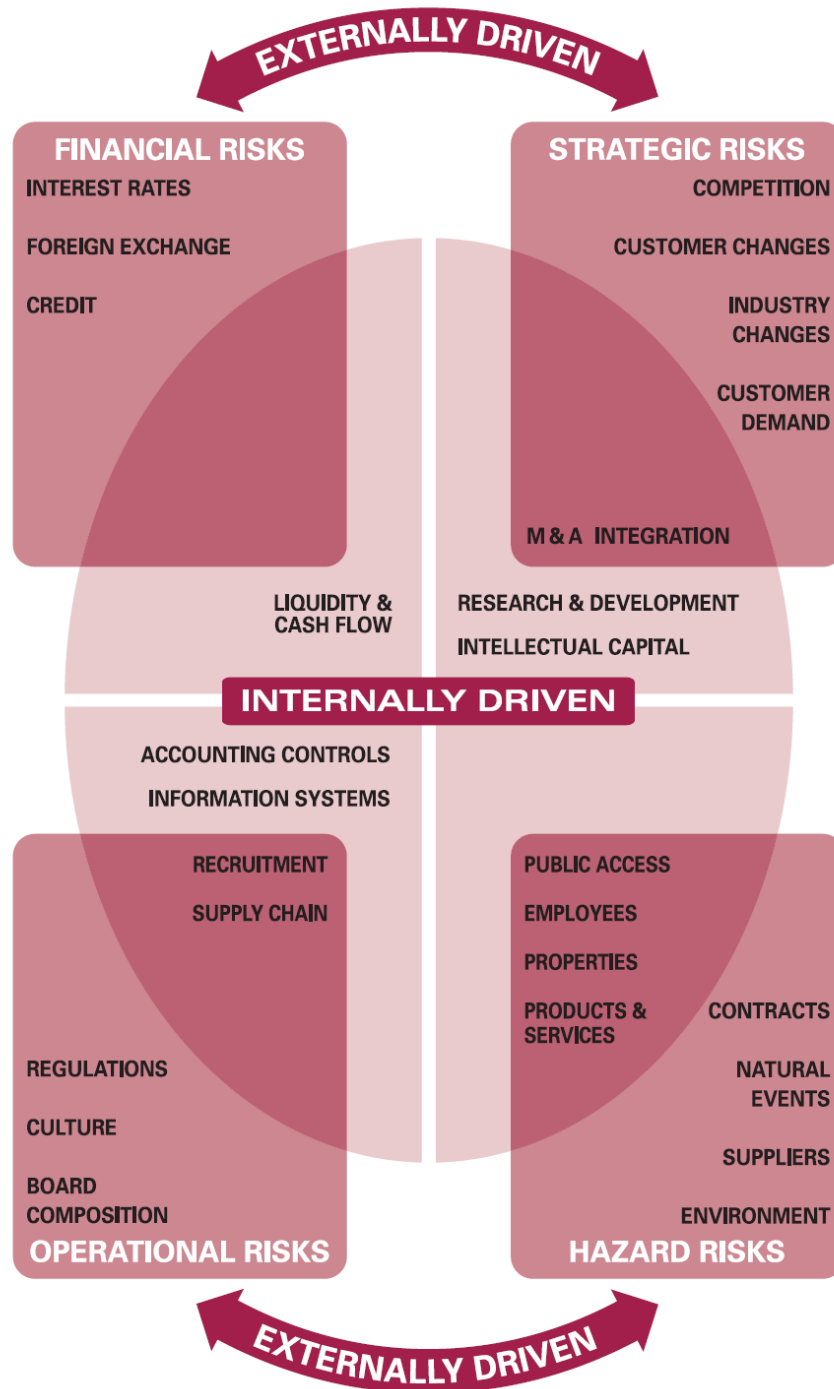 EXTERNALLY DRIVEN
FINANCIAL RISKS
INTEREST RATES
FOREIGN EXCHANGE
CREDIT
STRATEGIC RISKS
COMPETITION
CUSTOMER CHANGES
INDUSTRY
CHANGES
CUSTOMER
DEMAND
M & A INTEGRATION
LIQUIDITY &
CASH FLOW
RESEARCH & DEVELOPMENT
INTELLECTUAL CAPITAL
INTERNALLY DRIVEN
ACCOUNTING CONTROLS
INFORMATION SYSTEMS
RECRUITMENT
SUPPLY CHAIN
REGULATIONS
CULTURE
BOARD
COMPOSITION
OPERATIONAL RISKS
PUBLIC ACCESS
EMPLOYEES
PROPERTIES
PRODUCTS &
SERVICES
CONTRACTS
NATURAL
EVENTS
SUPPLIERS
ENVIRONMENT
HAZARD RISKS
EXTERNALLY DRIVEN